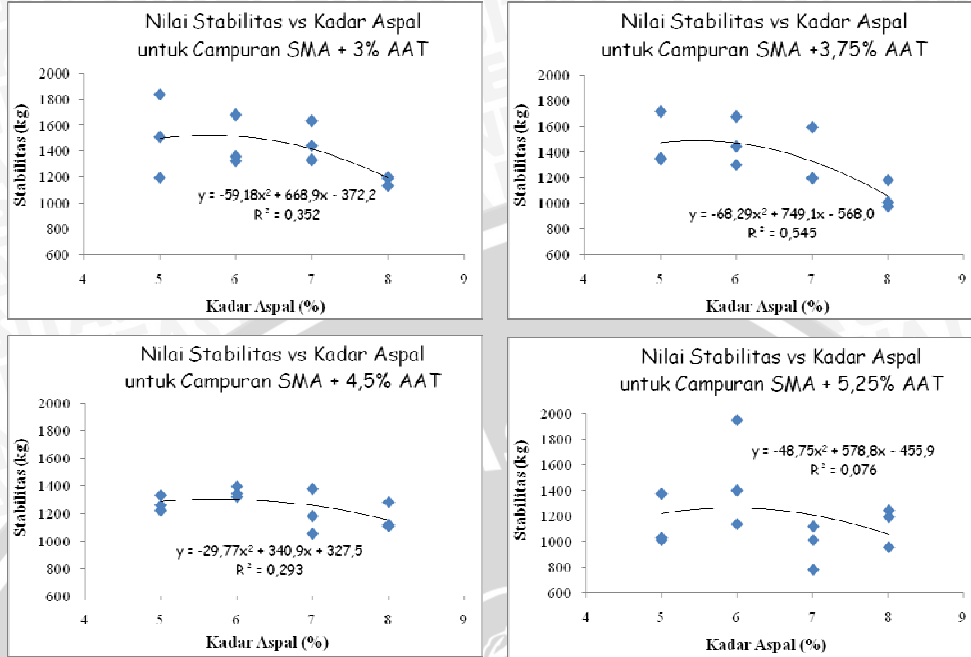 Nilai Stabilitas vs Kadar Aspal
untuk Campuran SMA + 3% AAT
2000
1800
1600
1400
1200
1000
800
600
4 5 6 7 8 9
Stabilitas (kg)
Kadar Aspal (%)
y = -59,18x² + 668,9x - 372,2
R² = 0,352
Nilai Stabilitas vs Kadar Aspal
untuk Campuran SMA +3,75% AAT
2000
1800
1600
1400
1200
1000
800
600
4 5 6 7 8 9
Stabilitas (kg)
Kadar Aspal (%)
y = -68,29x² + 749,1x - 568,0
R² = 0,545
Nilai Stabilitas vs Kadar Aspal
untuk Campuran SMA + 4,5% AAT
2000
1800
1600
1400
1200
1000
800
600
4 5 6 7 8 9
Stabilitas (kg)
Kadar Aspal (%)
y = -29,77x² + 340,9x + 327,5
R² = 0,293
Nilai Stabilitas vs Kadar Aspal
untuk Campuran SMA + 5,25% AAT
2000
1800
1600
1400
1200
1000
800
600
4 5 6 7 8 9
Stabilitas (kg)
Kadar Aspal (%)
y = -48,75x² + 578,8x - 455,9
R² = 0,076